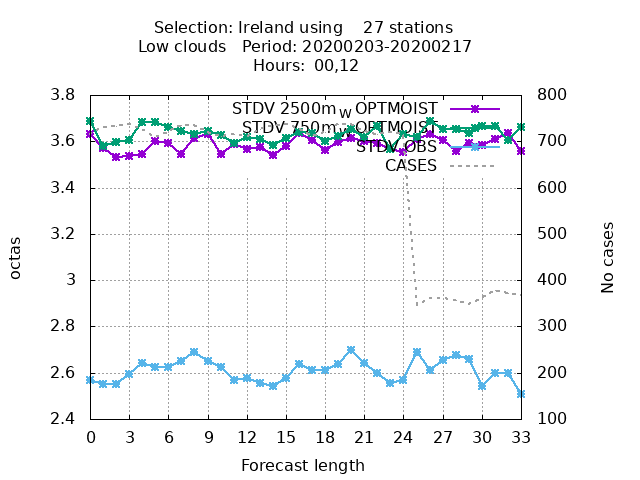 Selection: Ireland using 27 stations
Low clouds Period: 20200203-20200217
Hours: 00,12
3.8
3.6
3.4
3.2
3
2.8
2.6
2.4
800
700
600
500
400
300
200
100
STDV 2500m_W OPTMOIST
STDV 750m_W OPTMOIST
STDV OBS
CASES
octas
No cases
0 3 6 9 12 15 18 21 24 27 30 33
Forecast length